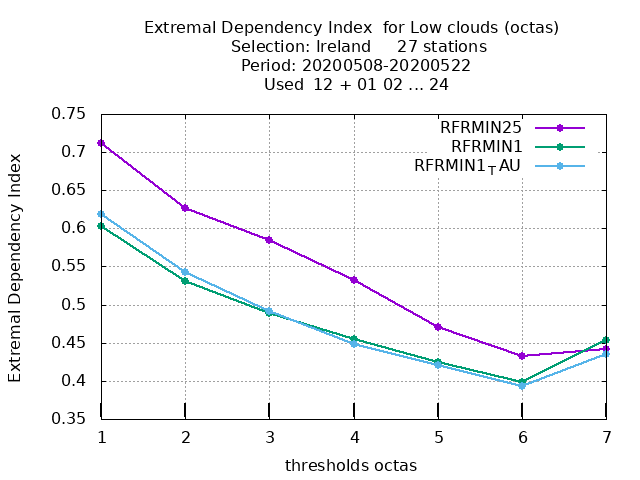 Extremal Dependency Index  for Low clouds (octas)
Selection: Ireland     27 stations
Period: 20200508-20200522
Used  12 + 01 02 ... 24
Extremal Dependency Index
0.75
0.7
0.65
0.6
0.55
0.5
0.45
0.4
0.35
RFRMIN25
RFRMIN1
RFRMIN1TAU
1 2 3 4 5 6 7
thresholds octas